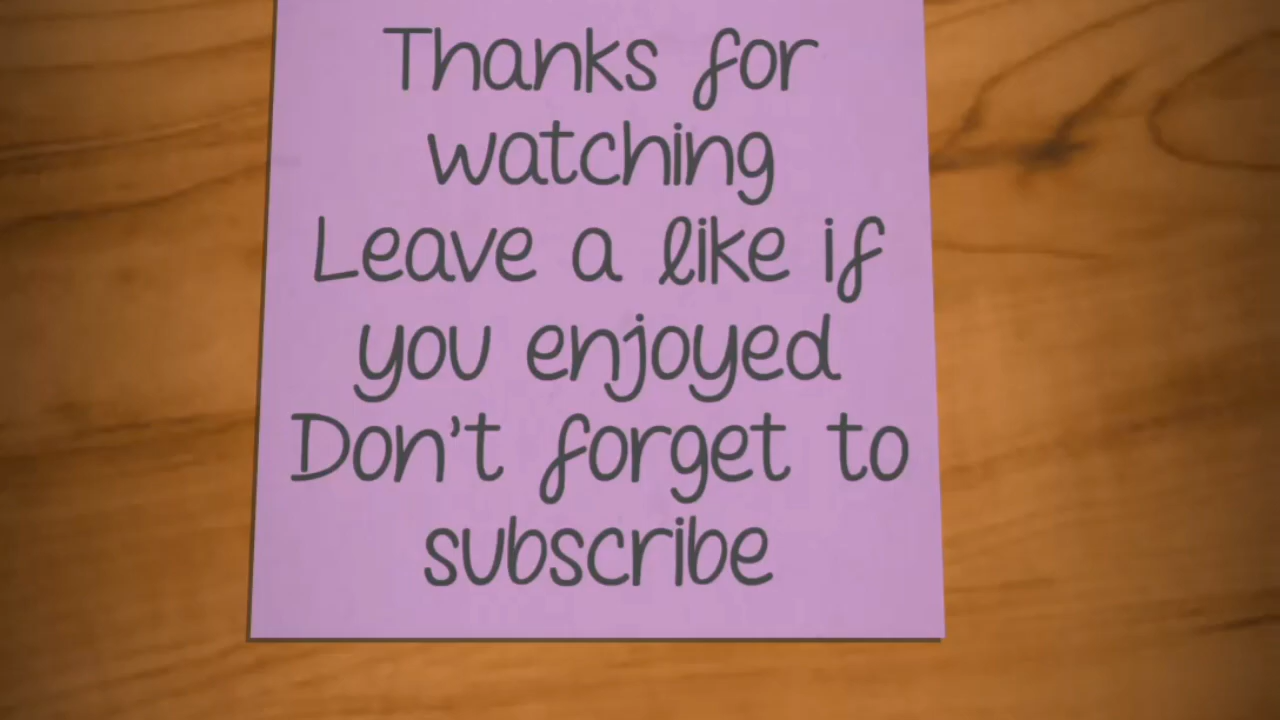 Thanks for
watching
Leave a like if
you enjoyed
Don't forget to
subscribe